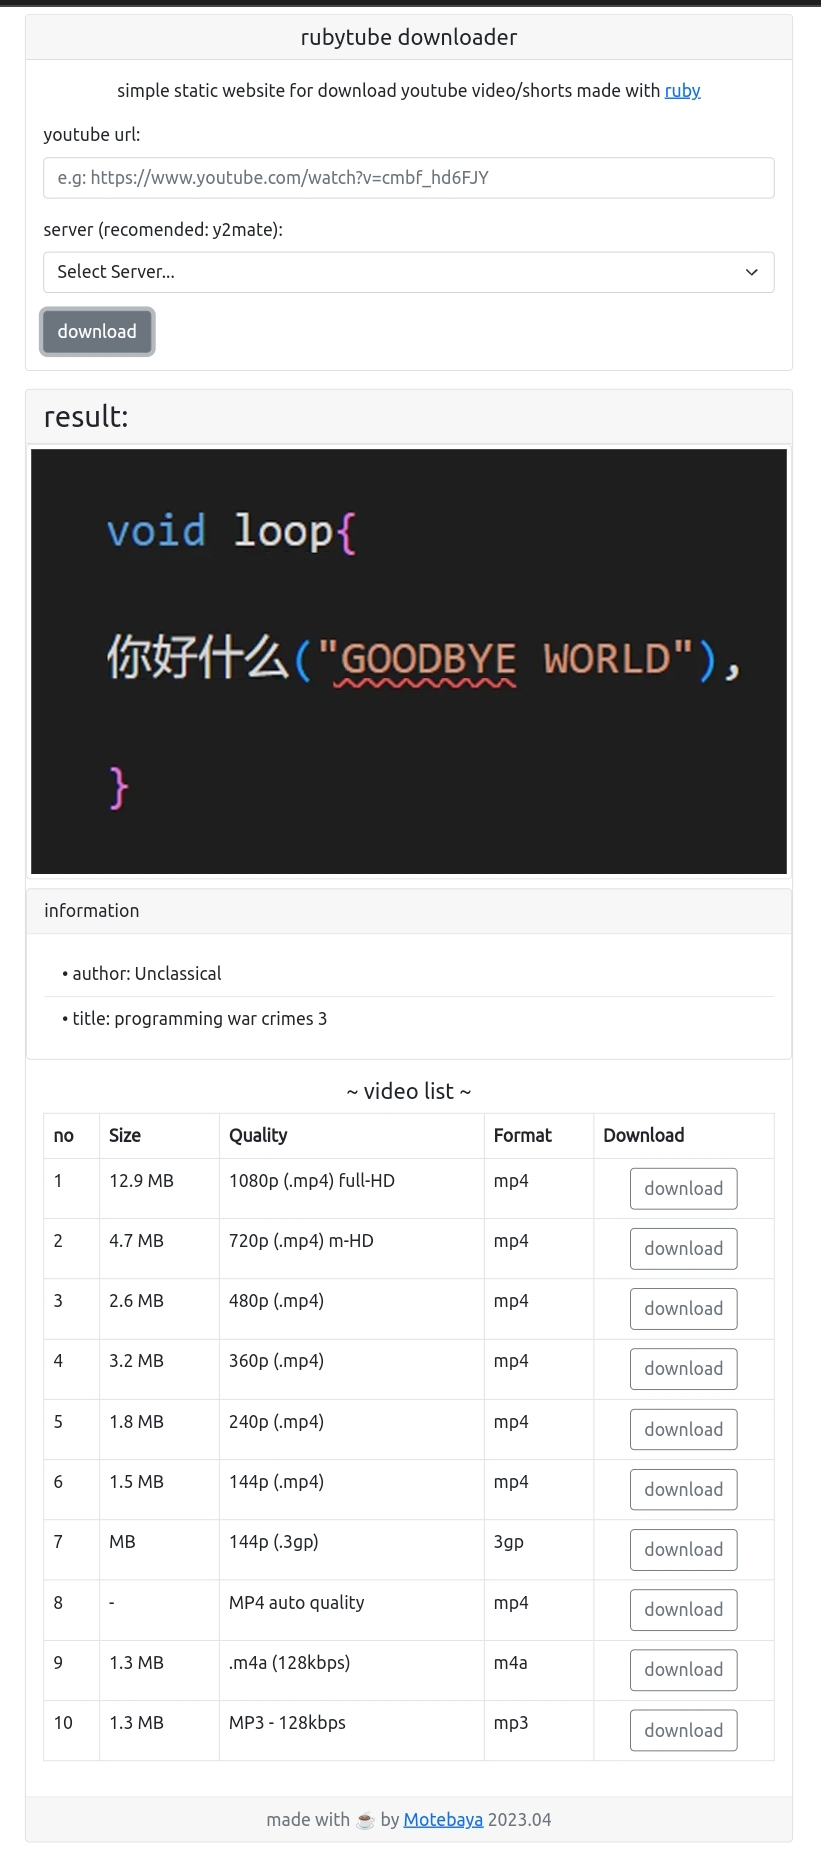 rubytube downloader
simple static website for download youtube video/shorts made with ruby
youtube url:
e.g: https://www.youtube.com/watch?v=cmbf_hd6FJY
server (recomended: y2mate):
Select Server...
download
result:
void loop{
你好什么("GOODBYE WORLD"),
}
information
• author: Unclassical
• title: programming war crimes 3
~ video list ~
no Size Quality Format Download
1 12.9 MB 1080p (.mp4) full-HD mp4 download
2 4.7 MB 720p (.mp4) m-HD mp4 download
3 2.6 MB 480p (.mp4) mp4 download
4 3.2 MB 360p (.mp4) mp4 download
5 1.8 MB 240p (.mp4) mp4 download
6 1.5 MB 144p (.mp4) mp4 download
7 MB 144p (.3gp) 3gp download
8 - MP4 auto quality mp4 download
9 1.3 MB .m4a (128kbps) m4a download
10 1.3 MB MP3 - 128kbps mp3 download
made with ☕ by Motebaya 2023.04